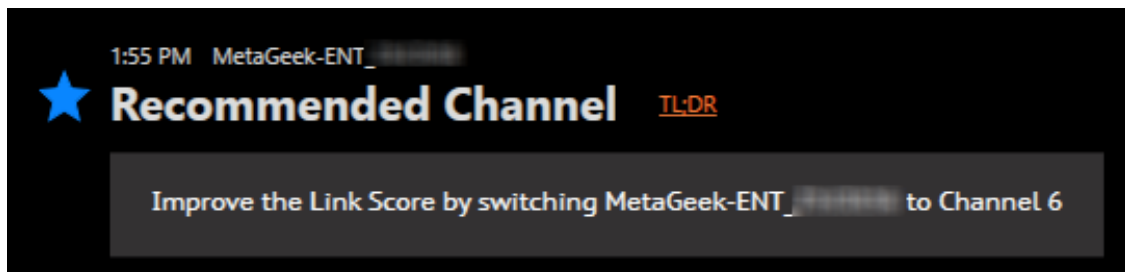 1:55 PM MetaGeek-ENT_
Recommended Channel TL;DR
Improve the Link Score by switching MetaGeek-ENT_ to Channel 6